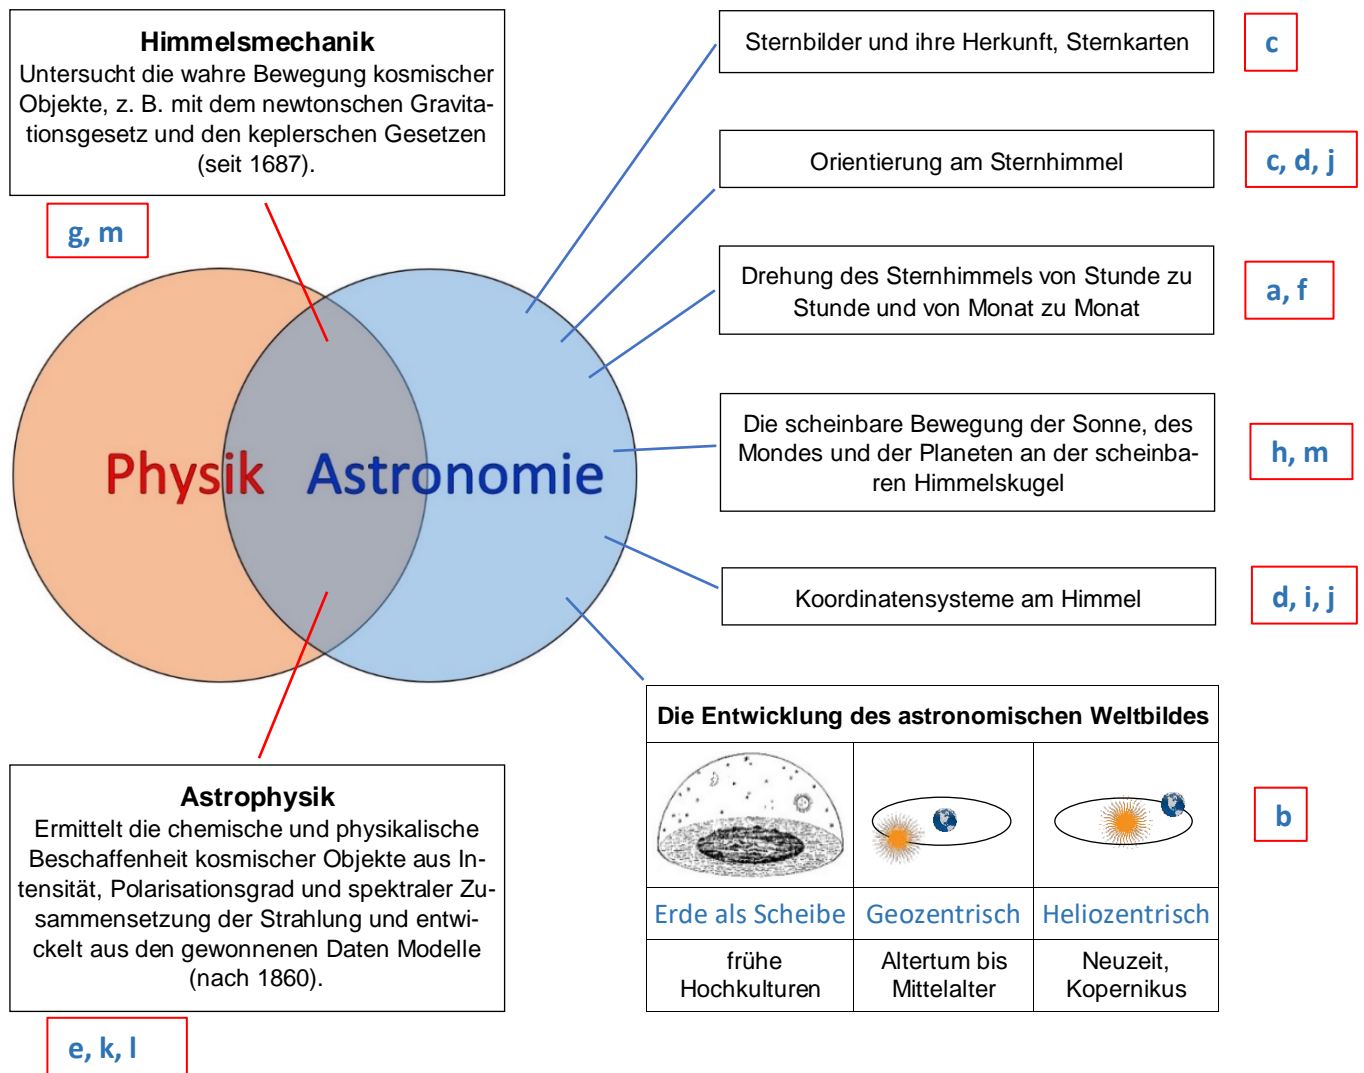 Himmelsmechanik
Untersucht die wahre Bewegung kosmischer
Objekte, z. B. mit dem newtonschen Gravita-
tionsgesetz und den keplerschen Gesetzen
(seit 1687).
g, m
Sternbilder und ihre Herkunft, Sternkarten
c
Orientierung am Sternhimmel
c, d, j
Drehung des Sternhimmels von Stunde zu
Stunde und von Monat zu Monat
a, f
Physik
Astronomie
Die scheinbare Bewegung der Sonne, des
Mondes und der Planeten an der scheinba-
ren Himmelskugel
h, m
Koordinatensysteme am Himmel
d, i, j
Die Entwicklung des astronomischen Weltbildes
Erde als Scheibe
Geozentrisch
Heliozentrisch
frühe
Hochkulturen
Altertum bis
Mittelalter
Neuzeit,
Kopernikus
b
Astrophysik
Ermittelt die chemische und physikalische
Beschaffenheit kosmischer Objekte aus In-
tensität, Polarisationsgrad und spektraler Zu-
sammensetzung der Strahlung und entwi-
ckelt aus den gewonnenen Daten Modelle
(nach 1860).
e, k, l